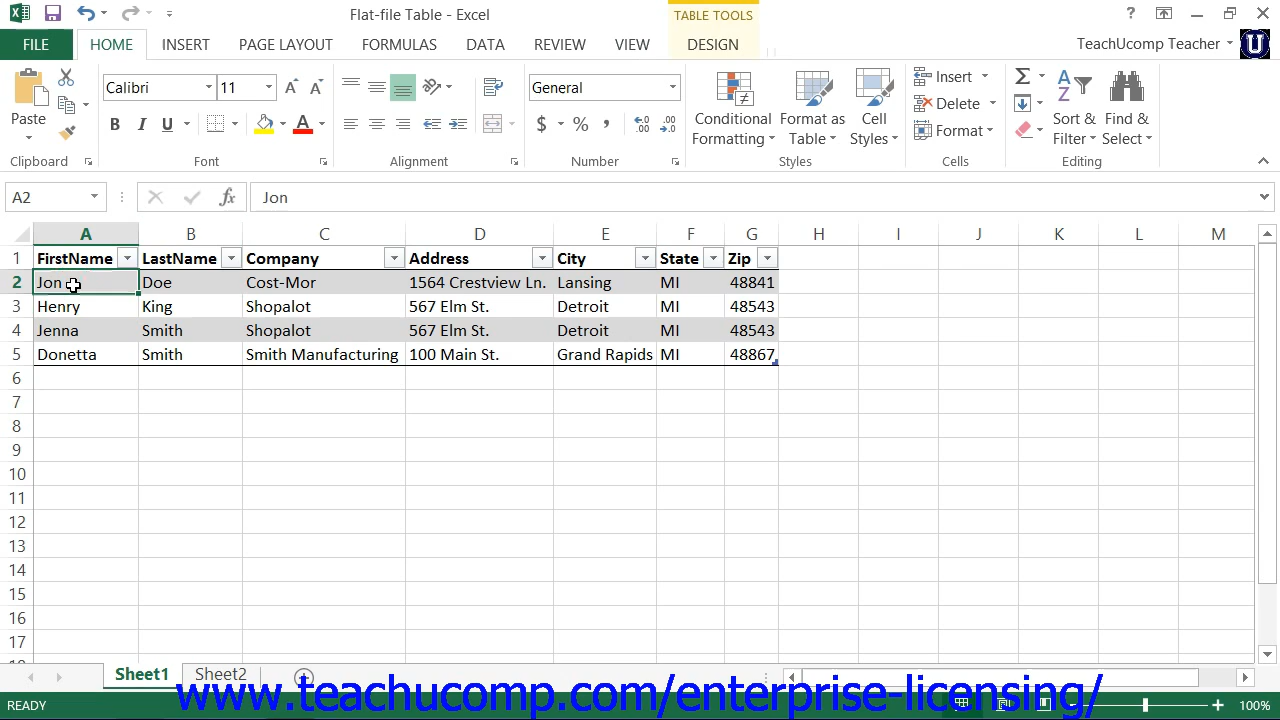 Flat-file Table - Excel
TABLE TOOLS
?
FILE HOME INSERT PAGE LAYOUT FORMULAS DATA REVIEW VIEW DESIGN TeachUcomp Teacher
Paste
Calibri 11
B I U A
General
$ % ,
Conditional Formatting
Format as Table
Cell Styles
Insert
Delete
Format
Sort & Filter
Find & Select
Clipboard Font Alignment Number Styles Cells Editing
A2 fx Jon
A B C D E F G H I J K L M
1 FirstName LastName Company Address City State Zip
2 Jon Doe Cost-Mor 1564 Crestview Ln. Lansing MI 48841
3 Henry King Shopalot 567 Elm St. Detroit MI 48543
4 Jenna Smith Shopalot 567 Elm St. Detroit MI 48543
5 Donetta Smith Smith Manufacturing 100 Main St. Grand Rapids MI 48867
6
7
8
9
10
11
12
13
14
15
16
17
Sheet1 Sheet2
www.teachucomp.com/enterprise-licensing/
READY 100%